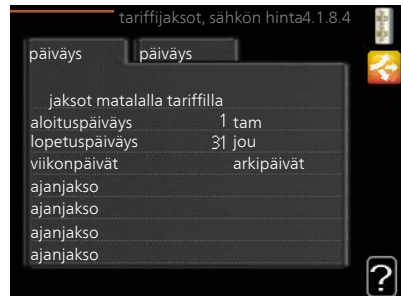 tariffijaksot, sähkön hinta4.1.8.4
päiväys päiväys
jaksot matalalla tariffilla
aloituspäiväys 1 tam
lopetuspäiväys 31 jou
viikonpäivät arkipäivät
ajanjakso
ajanjakso
ajanjakso
ajanjakso
?